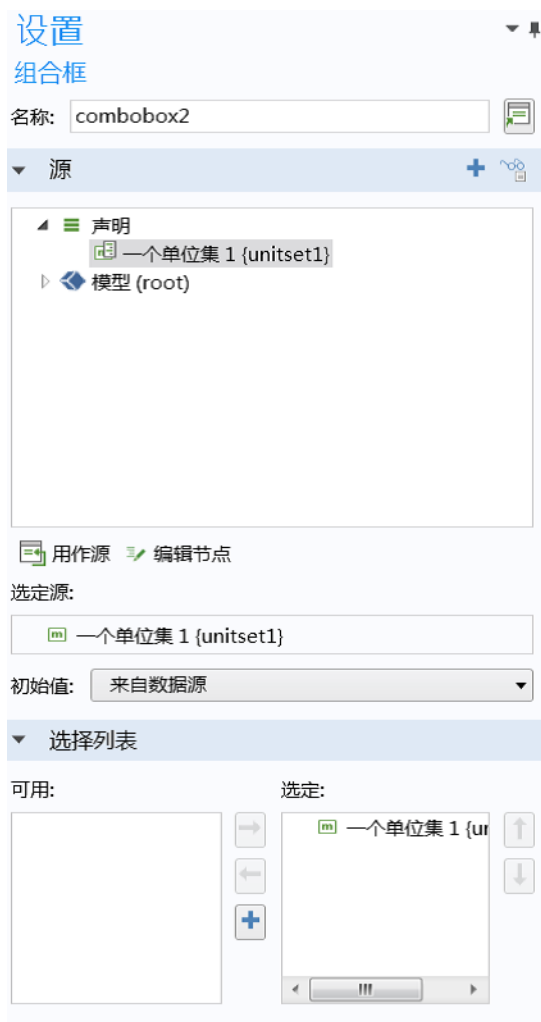 设置
组合框
名称: combobox2
源
声明
一个单位集 1 {unitset1}
模型 (root)
用作源 编辑节点
选定源:
一个单位集 1 {unitset1}
初始值: 来自数据源
选择列表
可用: 选定:
一个单位集 1 {ur